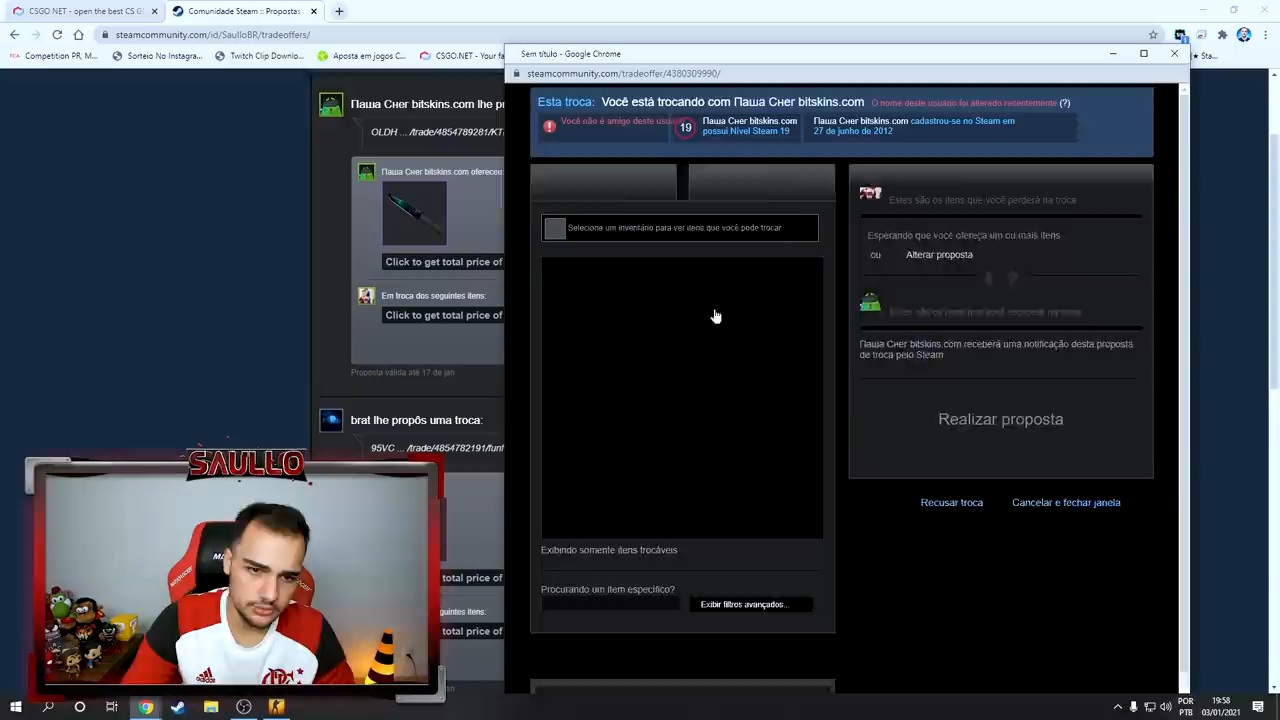 CSGO.NET - open the best CS G
Comunidade Steam :: Propostas
steamcommunity.com/id/SaulloBR/tradeoffers/
Competition PR, M...
Sorteio No Instagra...
Twitch Clip Downlo...
Aposta em jogos C...
Sem título - Google Chrome
steamcommunity.com/tradeoffer/4380309990/
Esta troca: Você está trocando com Паша Снег bitskins.com
O nome deste usuário foi alterado recentemente (?)
Você não é amigo deste usuá
19
Паша Снег bitskins.com
possui Nível Steam 19
Паша Снег bitskins.com cadastrou-se no Steam em
27 de junho de 2012
Паша Снег bitskins.com lhe pr
OLDH ... /trade/4854789281/KT
Паша Снег bitskins.com ofereceu:
Click to get total price of
Em troca dos seguintes itens:
Click to get total price of
Proposta válida até 17 de jan
brat lhe propôs uma troca:
95VC ... /trade/4854782191/funf
total price of
guintes itens:
total price of
Selecione um inventário para ver itens que você pode trocar
Exibindo somente itens trocáveis
Procurando um item específico?
Exibir filtros avançados...
Estes são os itens que você perderá na troca
Esperando que você ofereça um ou mais itens.
ou
Alterar proposta
Паша Снег bitskins.com receberá uma notificação desta proposta
de troca pelo Steam
Realizar proposta
Recusar troca
Cancelar e fechar janela
SAULLO
POR
PTB
19:58
03/01/2021